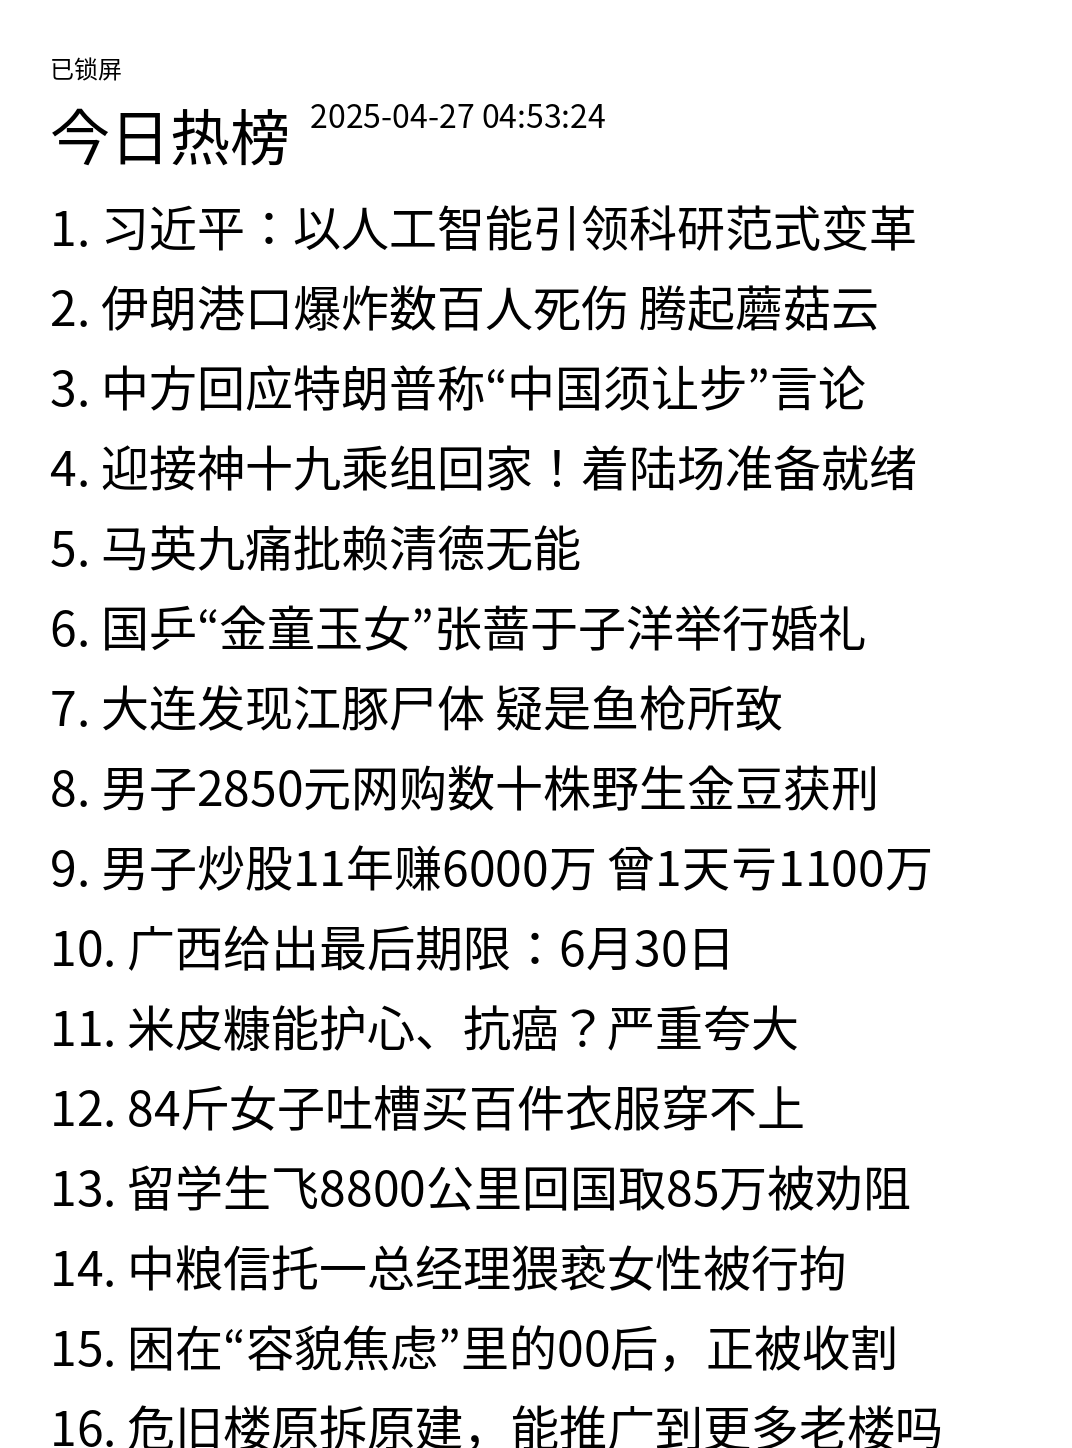 已锁屏
今日热榜 2025-04-27 04:53:24
1. 习近平：以人工智能引领科研范式变革
2. 伊朗港口爆炸数百人死伤 腾起蘑菇云
3. 中方回应特朗普称“中国须让步”言论
4. 迎接神十九乘组回家！着陆场准备就绪
5. 马英九痛批赖清德无能
6. 国乒“金童玉女”张蔷于子洋举行婚礼
7. 大连发现江豚尸体 疑是鱼枪所致
8. 男子2850元网购数十株野生金豆获刑
9. 男子炒股11年赚6000万 曾1天亏1100万
10. 广西给出最后期限：6月30日
11. 米皮糠能护心、抗癌？严重夸大
12. 84斤女子吐槽买百件衣服穿不上
13. 留学生飞8800公里回国取85万被劝阻
14. 中粮信托一总经理猥亵女性被行拘
15. 困在“容貌焦虑”里的00后，正被收割
16. 危旧楼原拆原建，能推广到更多老楼吗